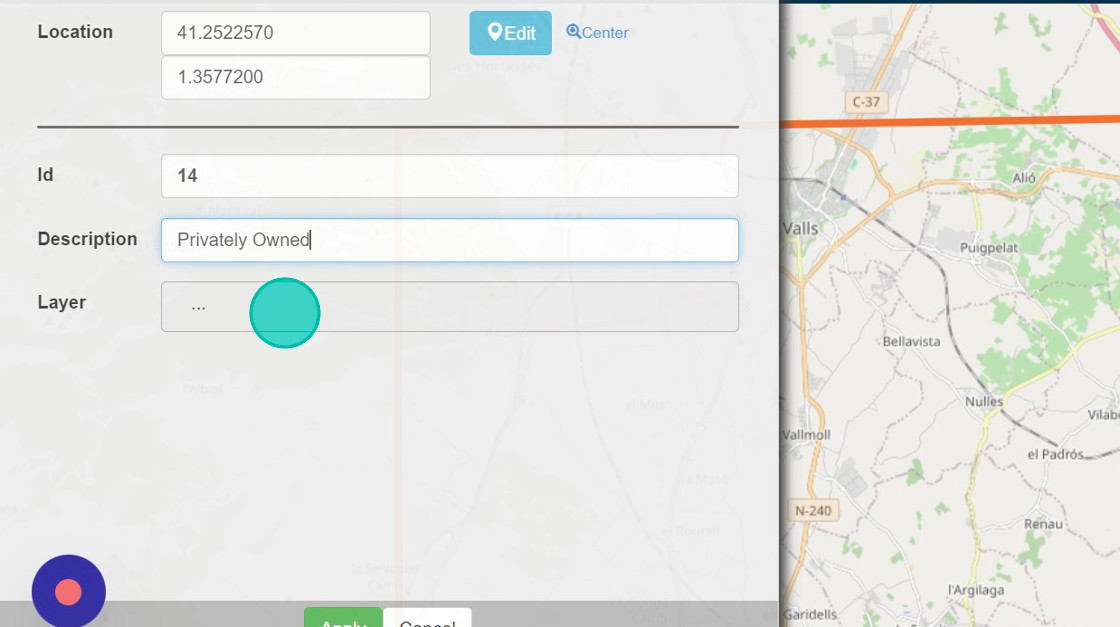 Location
41.2522570
Edit
Center
1.3577200
Id
14
Description
Privately Owned
Layer
...
Apply
Cancel
C-37
Alió
Valls
Puigpelat
Bellavista
Nulles
Vilabe
Vallmoll
el Padrós
N-240
Renau
l'Argilaga
Garidells